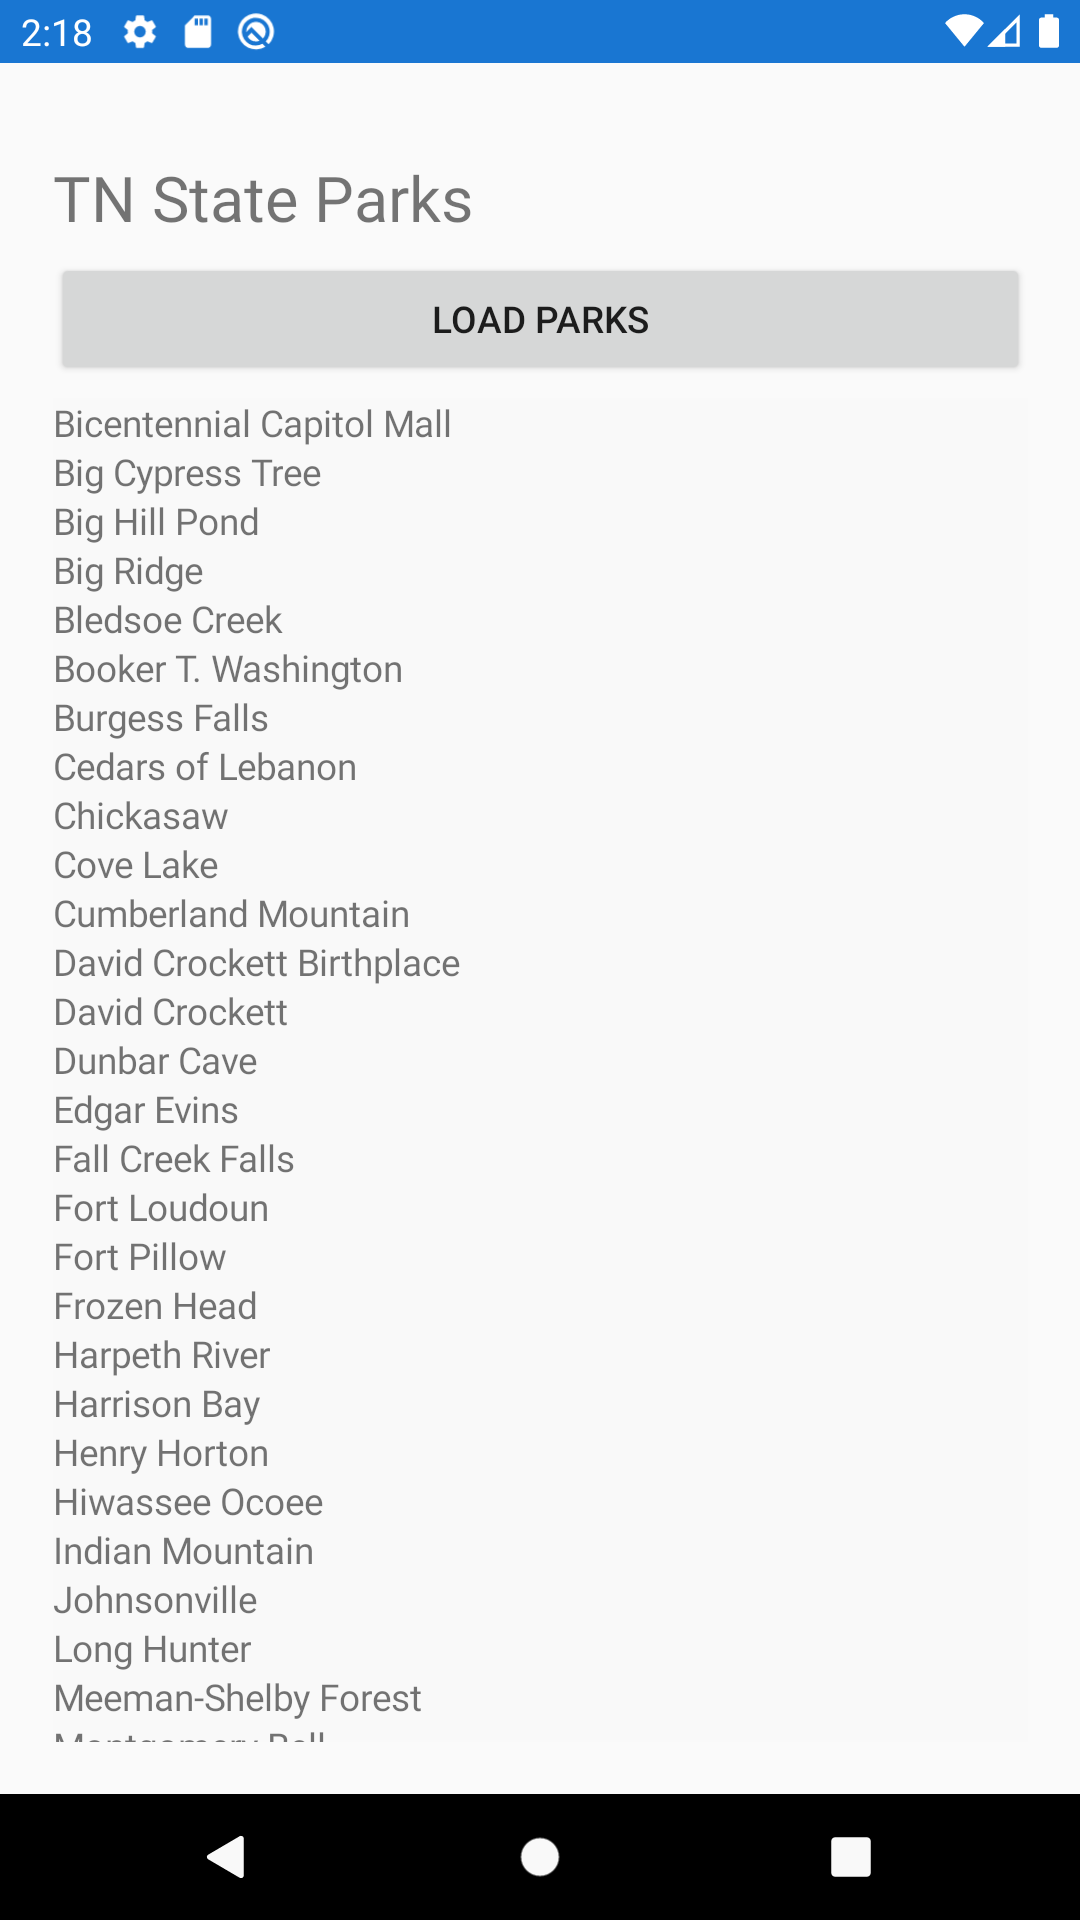 2:18
TN State Parks
LOAD PARKS
Bicentennial Capitol Mall
Big Cypress Tree
Big Hill Pond
Big Ridge
Bledsoe Creek
Booker T. Washington
Burgess Falls
Cedars of Lebanon
Chickasaw
Cove Lake
Cumberland Mountain
David Crockett Birthplace
David Crockett
Dunbar Cave
Edgar Evins
Fall Creek Falls
Fort Loudoun
Fort Pillow
Frozen Head
Harpeth River
Harrison Bay
Henry Horton
Hiwassee Ocoee
Indian Mountain
Johnsonville
Long Hunter
Meeman-Shelby Forest
Montgomery Bell